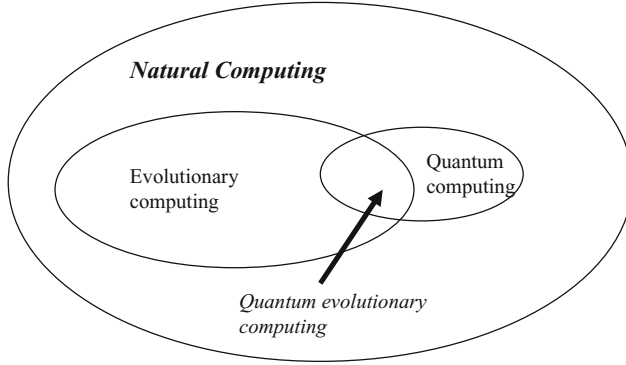 Natural Computing
Evolutionary
computing
Quantum
computing
Quantum evolutionary
computing